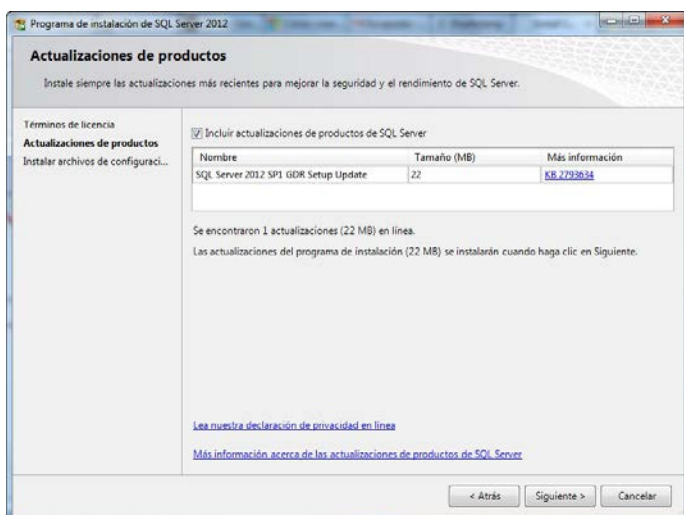 Programa de instalación de SQL Server 2012
Actualizaciones de productos
Instale siempre las actualizaciones más recientes para mejorar la seguridad y el rendimiento de SQL Server.
Términos de licencia
Actualizaciones de productos
Instalar archivos de configuraci...
Incluir actualizaciones de productos de SQL Server
Nombre Tamaño (MB) Más información
SQL Server 2012 SP1 GDR Setup Update 22 KB 2793634
Se encontraron 1 actualizaciones (22 MB) en línea.
Las actualizaciones del programa de instalación (22 MB) se instalarán cuando haga clic en Siguiente.
Lea nuestra declaración de privacidad en línea
Más información acerca de las actualizaciones de productos de SQL Server
< Atrás Siguiente > Cancelar